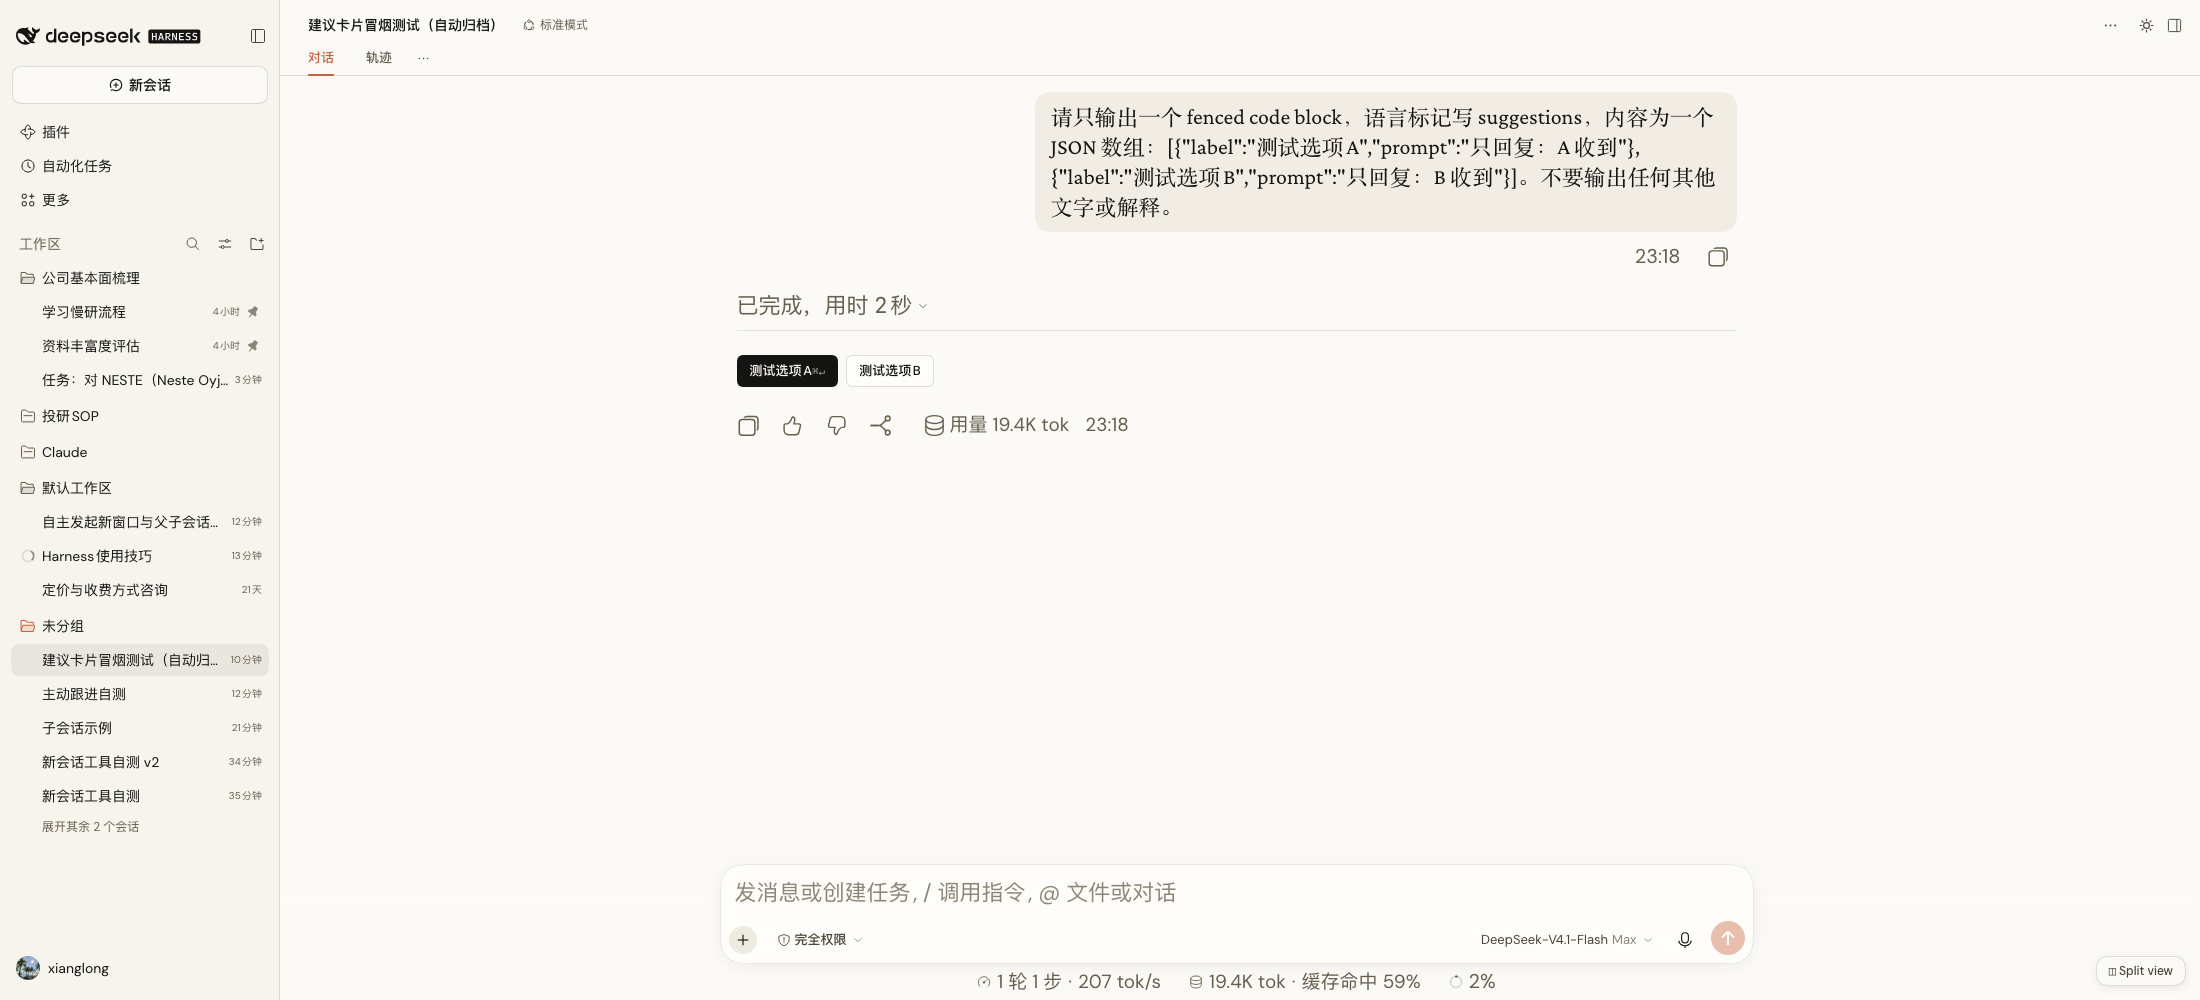 deepseek HARNESS
新会话
插件
自动化任务
更多
工作区
公司基本面梳理
学习慢研流程 4小时
资料丰富度评估 4小时
任务：对 NESTE（Neste Oyj... 3分钟
投研SOP
Claude
默认工作区
自主发起新窗口与父子会话... 12分钟
Harness使用技巧 13分钟
定价与收费方式咨询 21天
未分组
建议卡片冒烟测试（自动归... 10分钟
主动跟进自测 12分钟
子会话示例 21分钟
新会话工具自测 v2 34分钟
新会话工具自测 35分钟
展开其余 2 个会话
xianglong
建议卡片冒烟测试（自动归档） 标准模式
对话 轨迹 ...
请只输出一个 fenced code block，语言标记写 suggestions，内容为一个
JSON 数组：[{"label":"测试选项A","prompt":"只回复：A收到"},
{"label":"测试选项B","prompt":"只回复：B收到"}]。不要输出任何其他
文字或解释。
23:18
已完成，用时 2秒
测试选项A⌘↵ 测试选项B
用量 19.4K tok 23:18
发消息或创建任务, / 调用指令, @ 文件或对话
完全权限 DeepSeek-V4.1-Flash Max
1 轮 1 步 · 207 tok/s 19.4K tok · 缓存命中 59% 2%
Split view